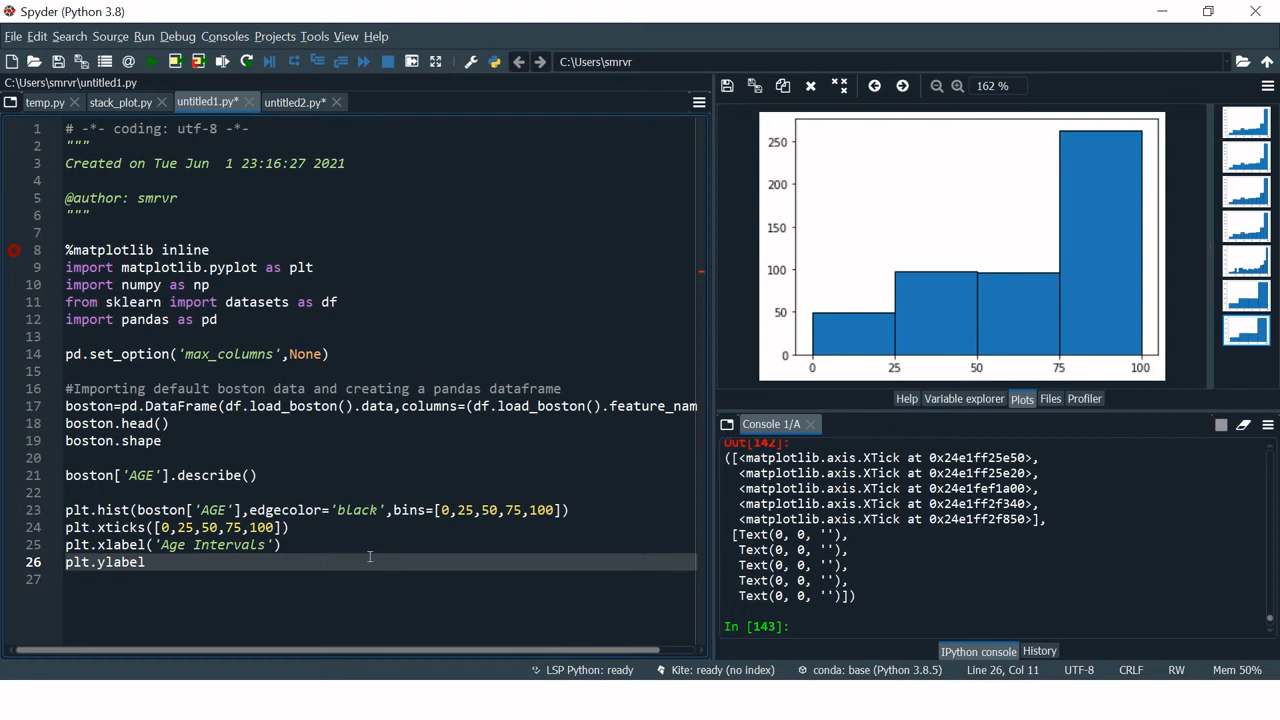 Spyder (Python 3.8)
File Edit Search Source Run Debug Consoles Projects Tools View Help
C:\Users\smrvr
C:\Users\smrvr\untitled1.py
temp.py stack_plot.py untitled1.py* untitled2.py*
1 # -*- coding: utf-8 -*-
2 """
3 Created on Tue Jun  1 23:16:27 2021
4
5 @author: smrvr
6 """
7
8 %matplotlib inline
9 import matplotlib.pyplot as plt
10 import numpy as np
11 from sklearn import datasets as df
12 import pandas as pd
13
14 pd.set_option('max_columns',None)
15
16 #Importing default boston data and creating a pandas dataframe
17 boston=pd.DataFrame(df.load_boston().data,columns=(df.load_boston().feature_nam
18 boston.head()
19 boston.shape
20
21 boston['AGE'].describe()
22
23 plt.hist(boston['AGE'],edgecolor='black',bins=[0,25,50,75,100])
24 plt.xticks([0,25,50,75,100])
25 plt.xlabel('Age Intervals')
26 plt.ylabel
27
162 %
250
200
150
100
50
0
0 25 50 75 100
Help Variable explorer Plots Files Profiler
Console 1/A
Out[142]:
([<matplotlib.axis.XTick at 0x24e1ff25e50>,
<matplotlib.axis.XTick at 0x24e1ff25e20>,
<matplotlib.axis.XTick at 0x24e1fef1a00>,
<matplotlib.axis.XTick at 0x24e1ff2f340>,
<matplotlib.axis.XTick at 0x24e1ff2f850>],
[Text(0, 0, ''),
Text(0, 0, ''),
Text(0, 0, ''),
Text(0, 0, ''),
Text(0, 0, '')])
In [143]:
IPython console History
LSP Python: ready Kite: ready (no index) conda: base (Python 3.8.5) Line 26, Col 11 UTF-8 CRLF RW Mem 50%